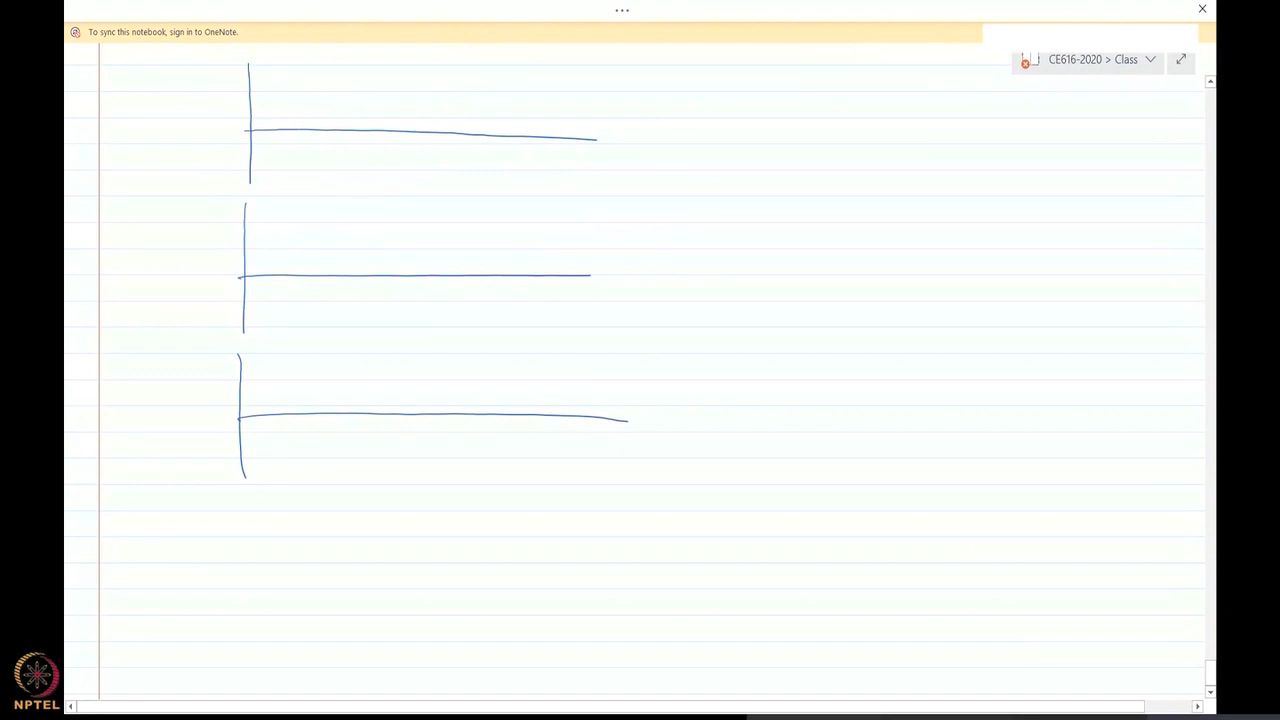 To sync this notebook, sign in to OneNote.
CE616-2020 > Class
NPTEL